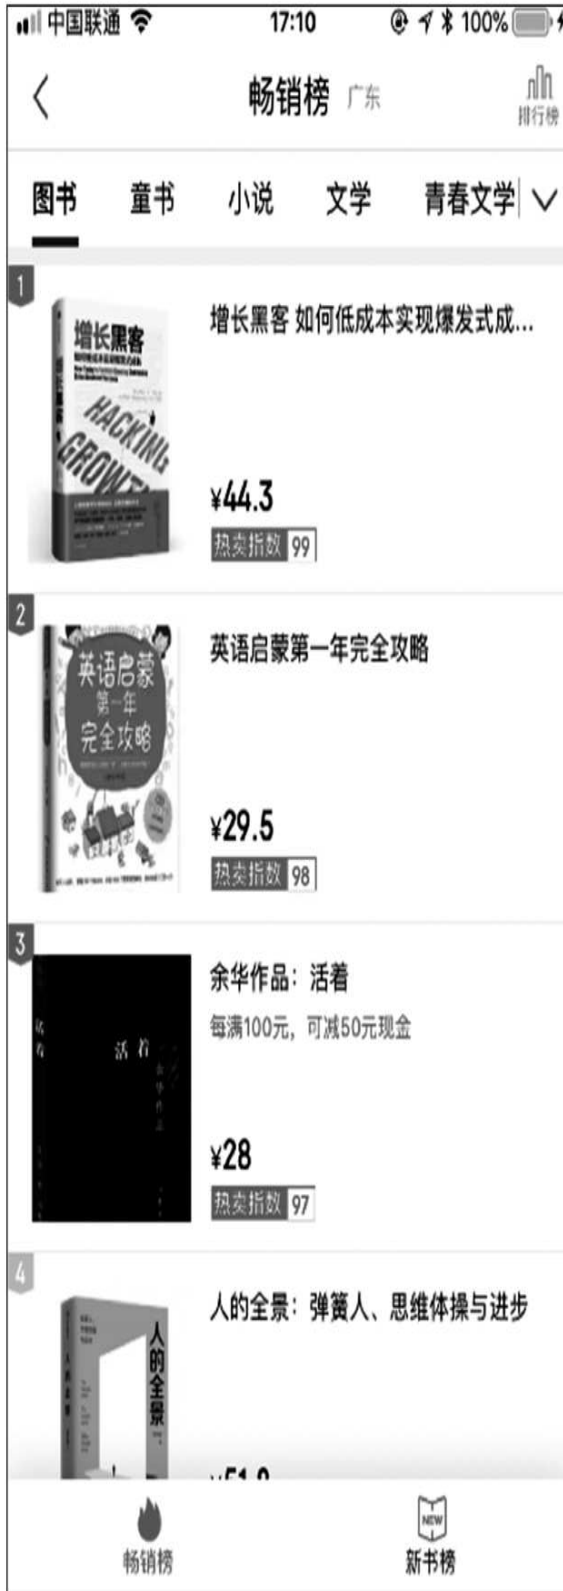 中国联通 17:10 100%
畅销榜 广东
排行榜
图书 童书 小说 文学 青春文学
1
增长黑客 如何低成本实现爆发式成...
增长黑客
HACKING
GROWTH
¥44.3
热卖指数 99
2
英语启蒙第一年完全攻略
英语启蒙
第一年
完全攻略
¥29.5
热卖指数 98
3
余华作品：活着
每满100元，可减50元现金
活着
活着
余华作品
¥28
热卖指数 97
4
人的全景：弹簧人、思维体操与进步
人的全景
畅销榜
NEW
新书榜